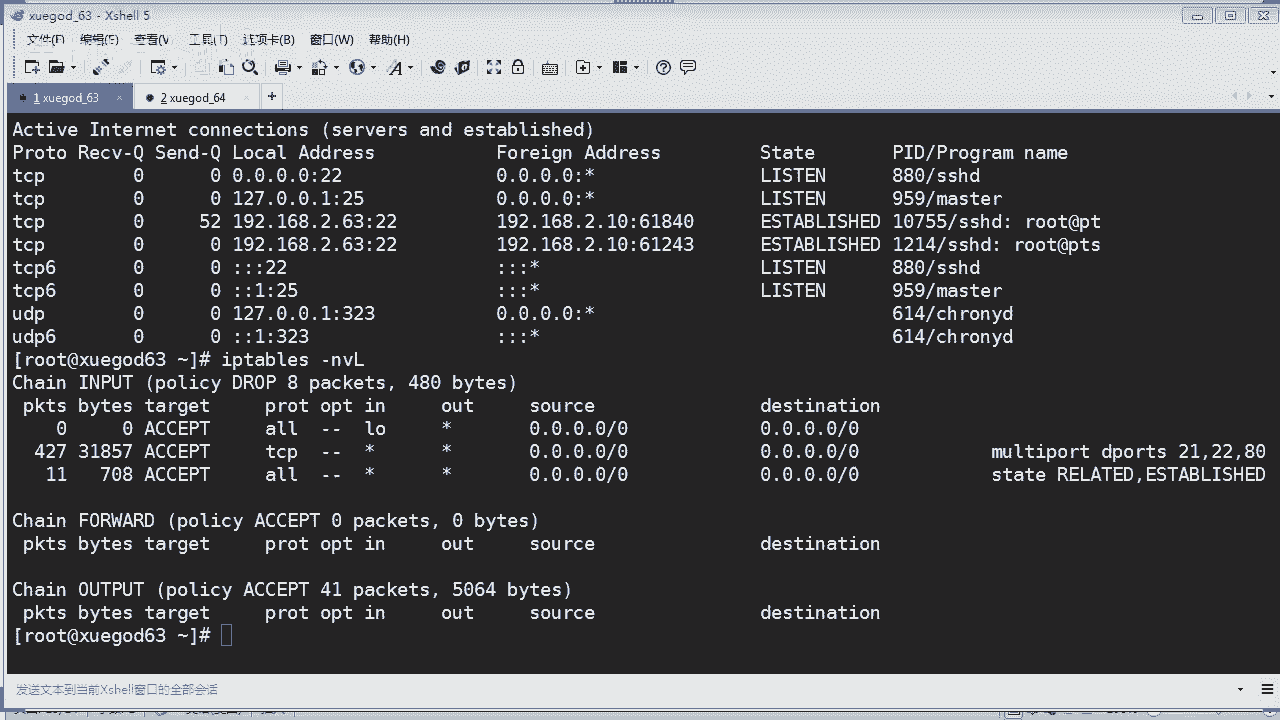 xuegod_63 - Xshell 5
文件(F) 编辑(E) 查看(V) 工具(T) 选项卡(B) 窗口(W) 帮助(H)
1 xuegod_63 × 2 xuegod_64 +
Active Internet connections (servers and established)
Proto Recv-Q Send-Q Local Address Foreign Address State PID/Program name
tcp 0 0 0.0.0.0:22 0.0.0.0:* LISTEN 880/sshd
tcp 0 0 127.0.0.1:25 0.0.0.0:* LISTEN 959/master
tcp 0 52 192.168.2.63:22 192.168.2.10:61840 ESTABLISHED 10755/sshd: root@pt
tcp 0 0 192.168.2.63:22 192.168.2.10:61243 ESTABLISHED 1214/sshd: root@pts
tcp6 0 0 :::22 :::* LISTEN 880/sshd
tcp6 0 0 ::1:25 :::* LISTEN 959/master
udp 0 0 127.0.0.1:323 0.0.0.0:* 614/chronyd
udp6 0 0 ::1:323 :::* 614/chronyd
[root@xuegod63 ~]# iptables -nvL
Chain INPUT (policy DROP 8 packets, 480 bytes)
pkts bytes target prot opt in out source destination
0 0 ACCEPT all -- lo * 0.0.0.0/0 0.0.0.0/0
427 31857 ACCEPT tcp -- * * 0.0.0.0/0 0.0.0.0/0 multiport dports 21,22,80
11 708 ACCEPT all -- * * 0.0.0.0/0 0.0.0.0/0 state RELATED,ESTABLISHED
Chain FORWARD (policy ACCEPT 0 packets, 0 bytes)
pkts bytes target prot opt in out source destination
Chain OUTPUT (policy ACCEPT 41 packets, 5064 bytes)
pkts bytes target prot opt in out source destination
[root@xuegod63 ~]#
发送文本到当前Xshell窗口的全部会话